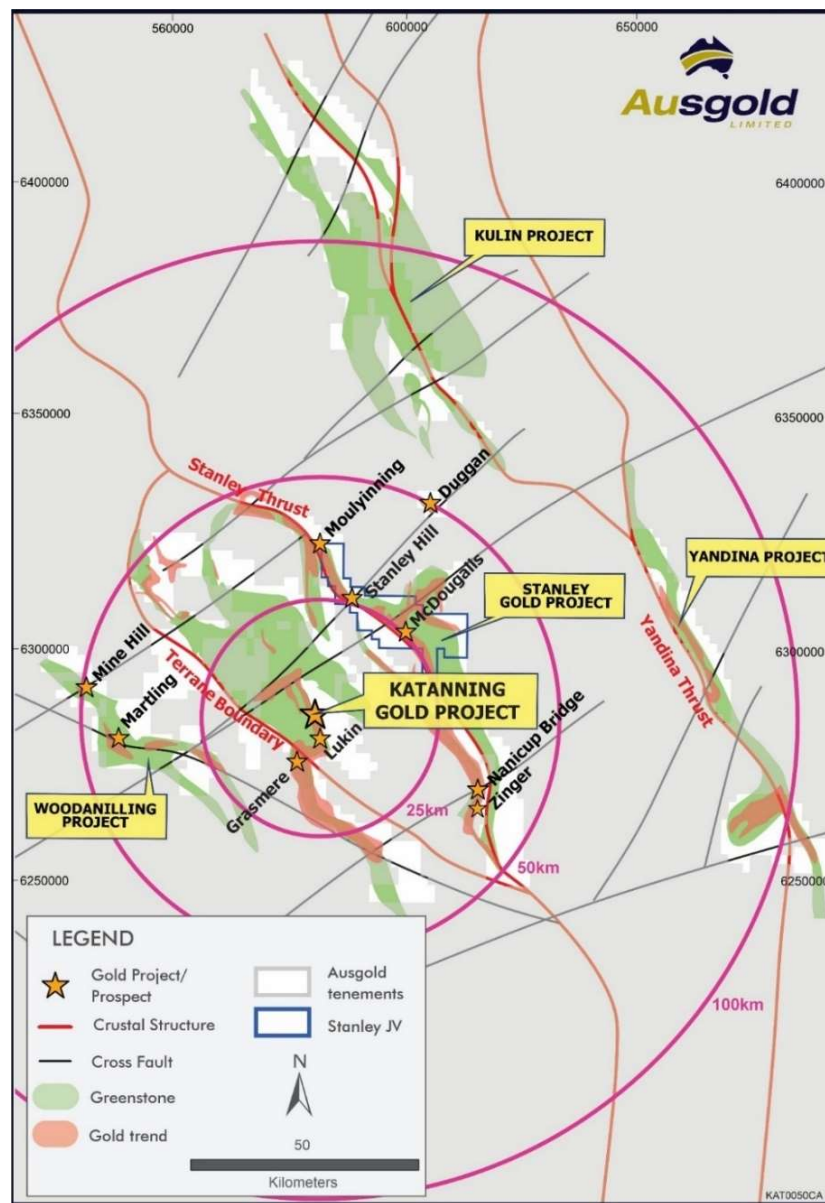 560000
600000
650000
Ausgold
LIMITED
6400000
6400000
KULIN PROJECT
6350000
6350000
Stanley Thrust
Moulyinning
Duggan
Stanley Hill
McDougalls
STANLEY
GOLD PROJECT
YANDINA PROJECT
6300000
6300000
Mine Hill
Martling
Terrane Boundary
KATANNING
GOLD PROJECT
Lukin
Grasmere
Nanicup Bridge
Zinger
Yandina Thrust
WOODANILLING
PROJECT
25km
50km
100km
6250000
6250000
LEGEND
Gold Project/
Prospect
Crustal Structure
Cross Fault
Greenstone
Gold trend
Ausgold
tenements
Stanley JV
N
50
Kilometers
KAT0050CA